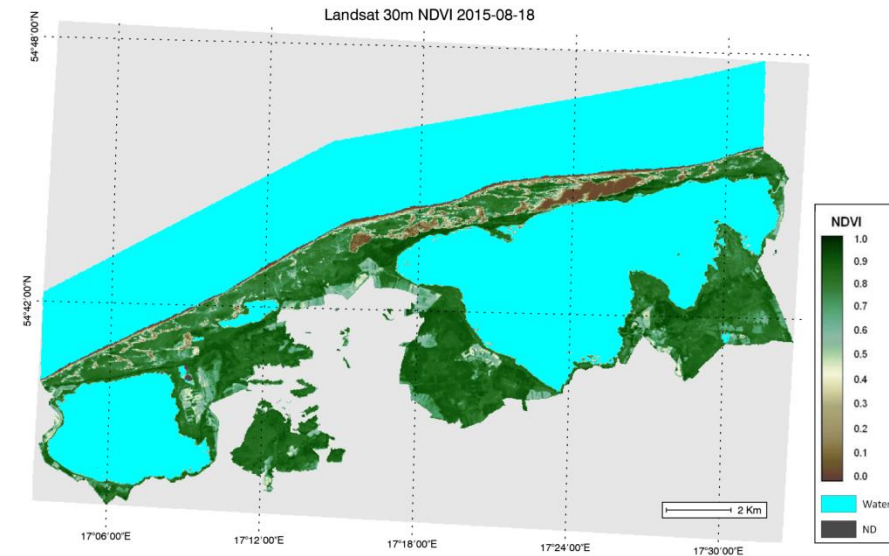 Landsat 30m NDVI 2015-08-18
54°48'00"N
54°42'00"N
NDVI
1.0
0.9
0.8
0.7
0.6
0.5
0.4
0.3
0.2
0.1
0.0
Water
ND
2 Km
17°06'00"E
17°12'00"E
17°18'00"E
17°24'00"E
17°30'00"E